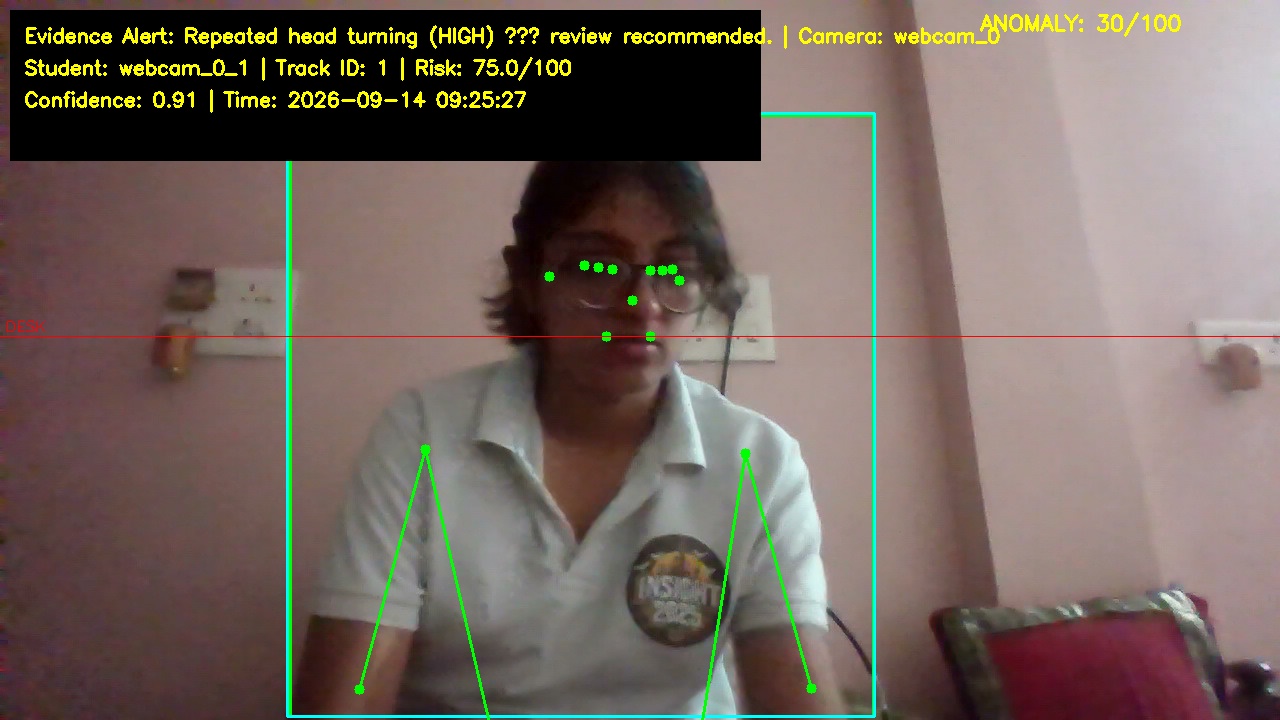 Evidence Alert: Repeated head turning (HIGH) ??? review recommended. | Camera: webcam_0
ANOMALY: 30/100
Student: webcam_0_1 | Track ID: 1 | Risk: 75.0/100
Confidence: 0.91 | Time: 2026-09-14 09:25:27
DESK
INSIGHT
2025